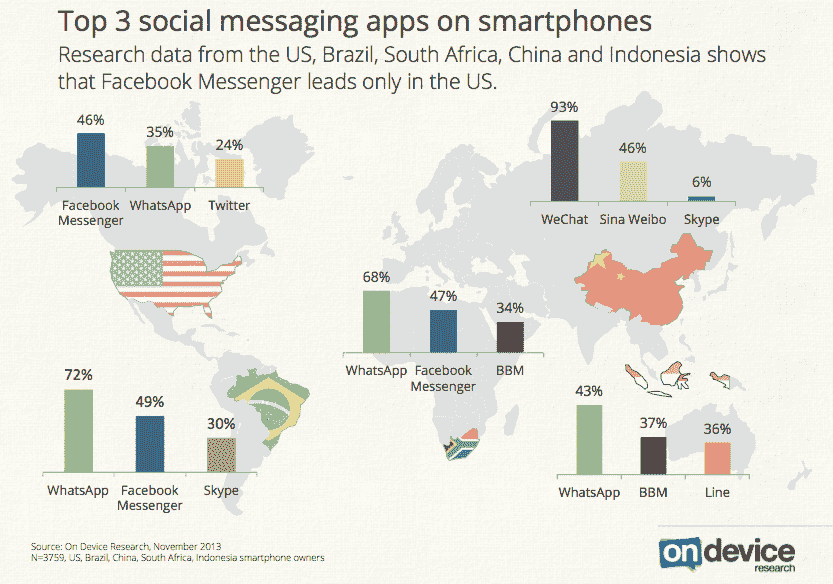 Top 3 social messaging apps on smartphones
Research data from the US, Brazil, South Africa, China and Indonesia shows
that Facebook Messenger leads only in the US.
46%
35%
24%
Facebook
Messenger
WhatsApp
Twitter
93%
46%
6%
WeChat
Sina Weibo
Skype
68%
47%
34%
WhatsApp
Facebook
Messenger
BBM
72%
49%
30%
WhatsApp
Facebook
Messenger
Skype
43%
37%
36%
WhatsApp
BBM
Line
Source: On Device Research, November 2013
N=3759, US, Brazil, China, South Africa, Indonesia smartphone owners
on device
research